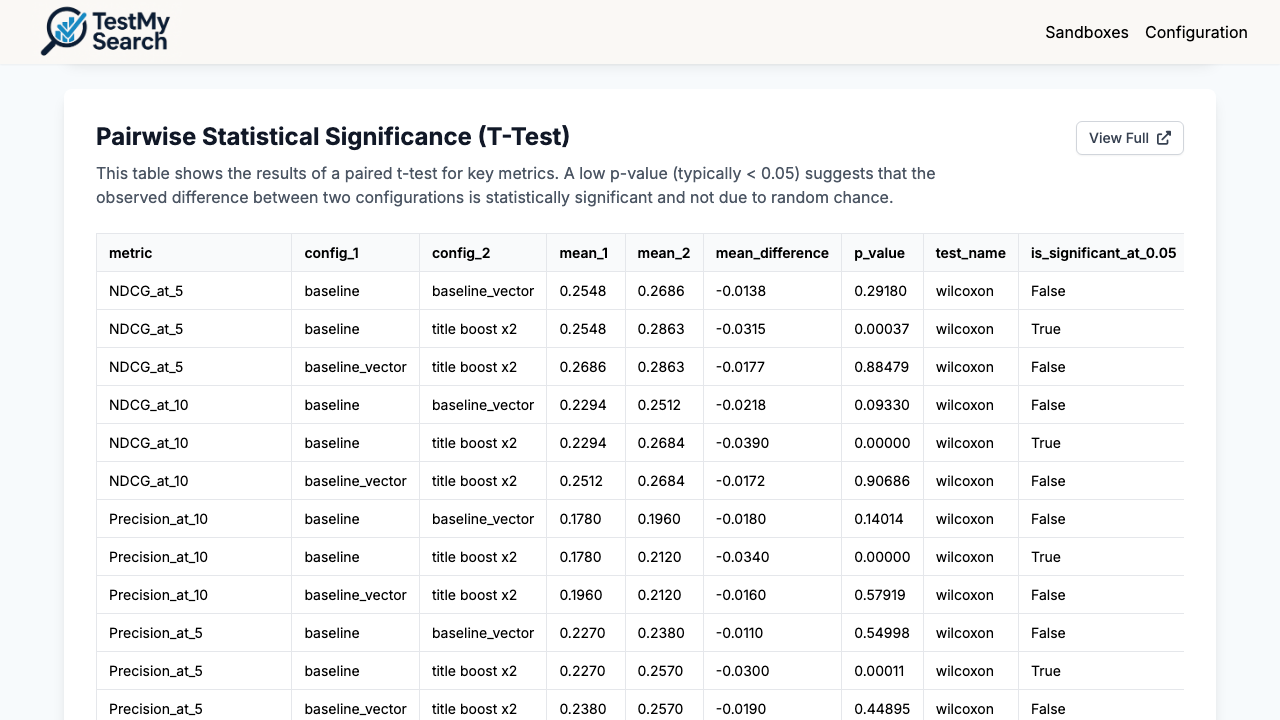 TestMy
Search
Sandboxes Configuration
Pairwise Statistical Significance (T-Test)
View Full
This table shows the results of a paired t-test for key metrics. A low p-value (typically < 0.05) suggests that the
observed difference between two configurations is statistically significant and not due to random chance.
metric config_1 config_2 mean_1 mean_2 mean_difference p_value test_name is_significant_at_0.05
NDCG_at_5 baseline baseline_vector 0.2548 0.2686 -0.0138 0.29180 wilcoxon False
NDCG_at_5 baseline title boost x2 0.2548 0.2863 -0.0315 0.00037 wilcoxon True
NDCG_at_5 baseline_vector title boost x2 0.2686 0.2863 -0.0177 0.88479 wilcoxon False
NDCG_at_10 baseline baseline_vector 0.2294 0.2512 -0.0218 0.09330 wilcoxon False
NDCG_at_10 baseline title boost x2 0.2294 0.2684 -0.0390 0.00000 wilcoxon True
NDCG_at_10 baseline_vector title boost x2 0.2512 0.2684 -0.0172 0.90686 wilcoxon False
Precision_at_10 baseline baseline_vector 0.1780 0.1960 -0.0180 0.14014 wilcoxon False
Precision_at_10 baseline title boost x2 0.1780 0.2120 -0.0340 0.00000 wilcoxon True
Precision_at_10 baseline_vector title boost x2 0.1960 0.2120 -0.0160 0.57919 wilcoxon False
Precision_at_5 baseline baseline_vector 0.2270 0.2380 -0.0110 0.54998 wilcoxon False
Precision_at_5 baseline title boost x2 0.2270 0.2570 -0.0300 0.00011 wilcoxon True
Precision_at_5 baseline_vector title boost x2 0.2380 0.2570 -0.0190 0.44895 wilcoxon False